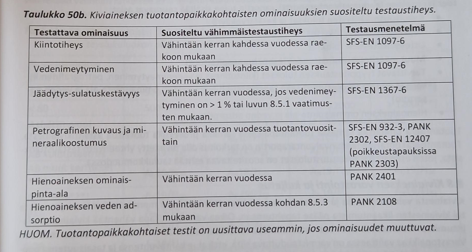 Taulukko 50b. Kiviaineksen tuotantopaikkakohtaisten ominaisuuksien suositeltu testaustiheys.
Testattava ominaisuus Suositeltu vähimmäistestaustiheys Testausmenetelmä
Kiintotiheys Vähintään kerran kahdessa vuodessa rae- SFS-EN 1097-6
koon mukaan
Vedenimeytyminen Vähintään kerran kahdessa vuodessa rae- SFS-EN 1097-6
koon mukaan
Jäädytys-sulatuskestävyys Vähintään kerran vuodessa, jos vedenimey- SFS-EN 1367-6
tyminen on > 1 % tai luvun 8.5.1 vaatimus-
ten mukaan.
Petrografinen kuvaus ja mi- Vähintään kerran vuodessa tuotantovuosit- SFS-EN 932-3, PANK
neraalikoostumus tain 2302, SFS-EN 12407
(poikkeustapauksissa
PANK 2303)
Hienoaineksen ominais- Vähintään kerran vuodessa PANK 2401
pinta-ala
Hienoaineksen veden ad- Vähintään kerran vuodessa kohdan 8.5.3 PANK 2108
sorptio mukaan
HUOM. Tuotantopaikkakohtaiset testit on uusittava useammin, jos ominaisuudet muuttuvat.